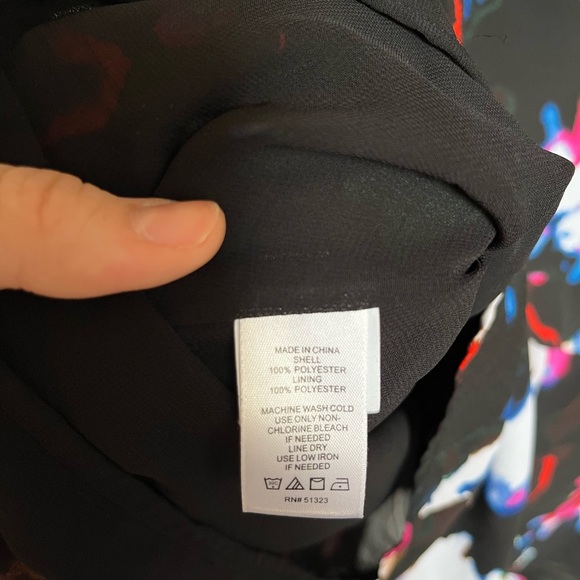 MADE IN CHINA
SHELL
100% POLYESTER
LINING
100% POLYESTER
MACHINE WASH COLD
USE ONLY NON-
CHLORINE BLEACH
IF NEEDED
LINE DRY
USE LOW IRON
IF NEEDED
RN# 51323